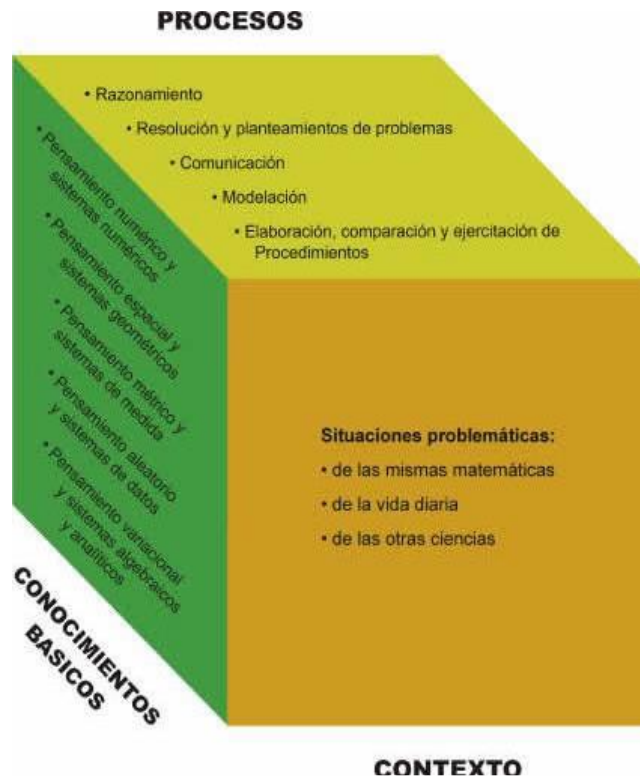 PROCESOS
• Razonamiento
• Resolución y planteamientos de problemas
• Comunicación
• Modelación
• Elaboración, comparación y ejercitación de
Procedimientos
• Pensamiento numérico y
sistemas numéricos
• Pensamiento espacial y
sistemas geométricos
• Pensamiento métrico y
sistemas de medida
• Pensamiento aleatorio
y sistemas de datos
• Pensamiento variacional
y sistemas algebraicos
y analíticos
CONOCIMIENTOS
BASICOS
Situaciones problemáticas:
• de las mismas matemáticas
• de la vida diaria
• de las otras ciencias
CONTEXTO